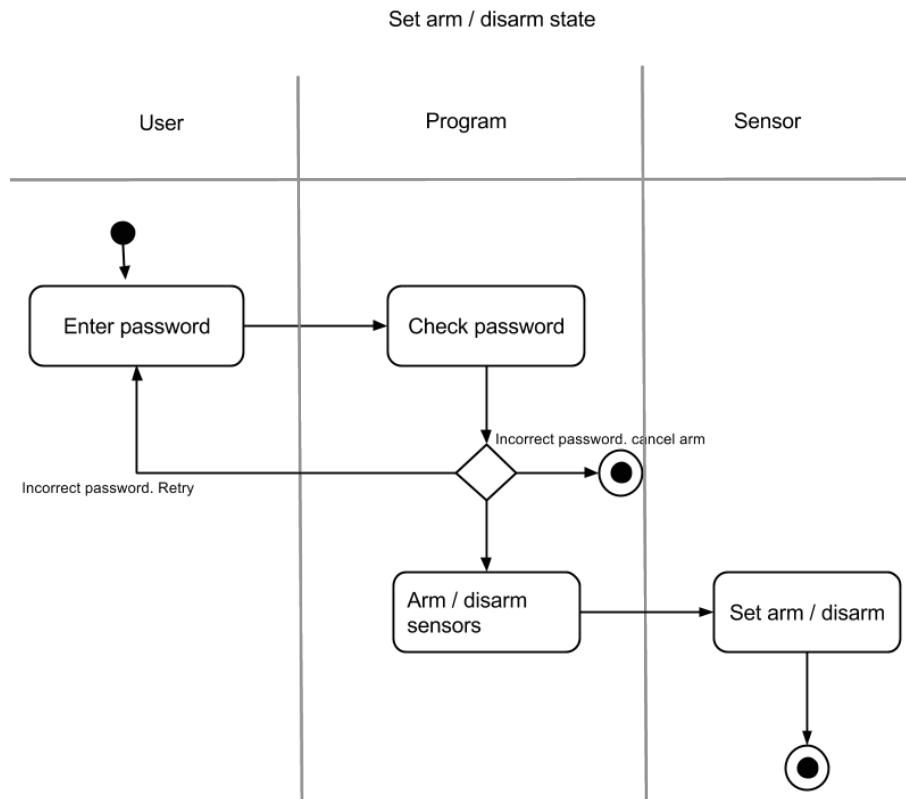 Set arm / disarm state
User
Program
Sensor
Enter password
Check password
Incorrect password. cancel arm
Incorrect password. Retry
Arm / disarm
sensors
Set arm / disarm